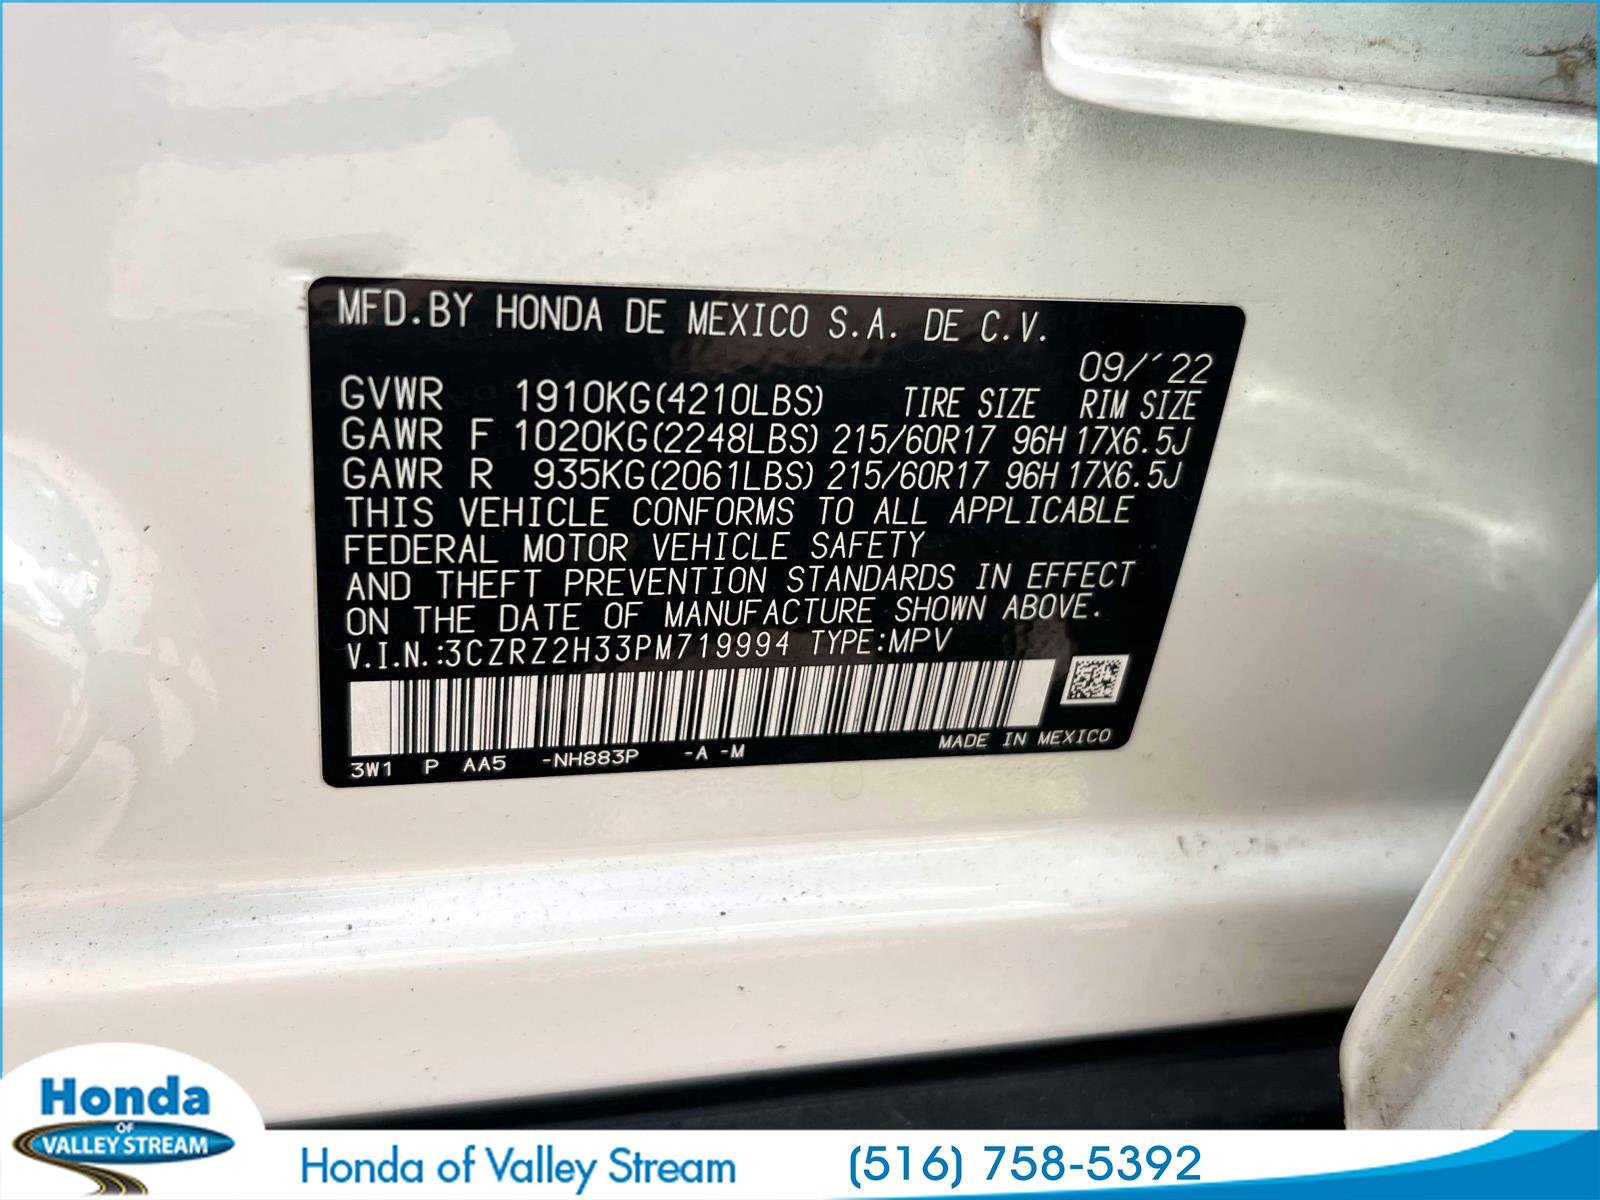 MFD.BY HONDA DE MEXICO S.A. DE C.V.
09/´22
GVWR 1910KG(4210LBS) TIRE SIZE RIM SIZE
GAWR F 1020KG(2248LBS) 215/60R17 96H 17X6.5J
GAWR R 935KG(2061LBS) 215/60R17 96H 17X6.5J
THIS VEHICLE CONFORMS TO ALL APPLICABLE
FEDERAL MOTOR VEHICLE SAFETY
AND THEFT PREVENTION STANDARDS IN EFFECT
ON THE DATE OF MANUFACTURE SHOWN ABOVE.
V.I.N.:3CZRZ2H33PM719994 TYPE:MPV
3W1 P AA5 -NH883P -A -M MADE IN MEXICO
Honda
OF
VALLEY STREAM
Honda of Valley Stream (516) 758-5392